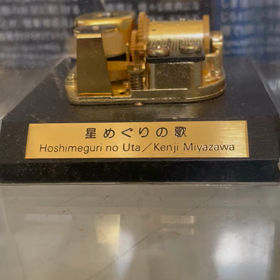 星めぐりの歌
Hoshimeguri no Uta／Kenji Miyazawa